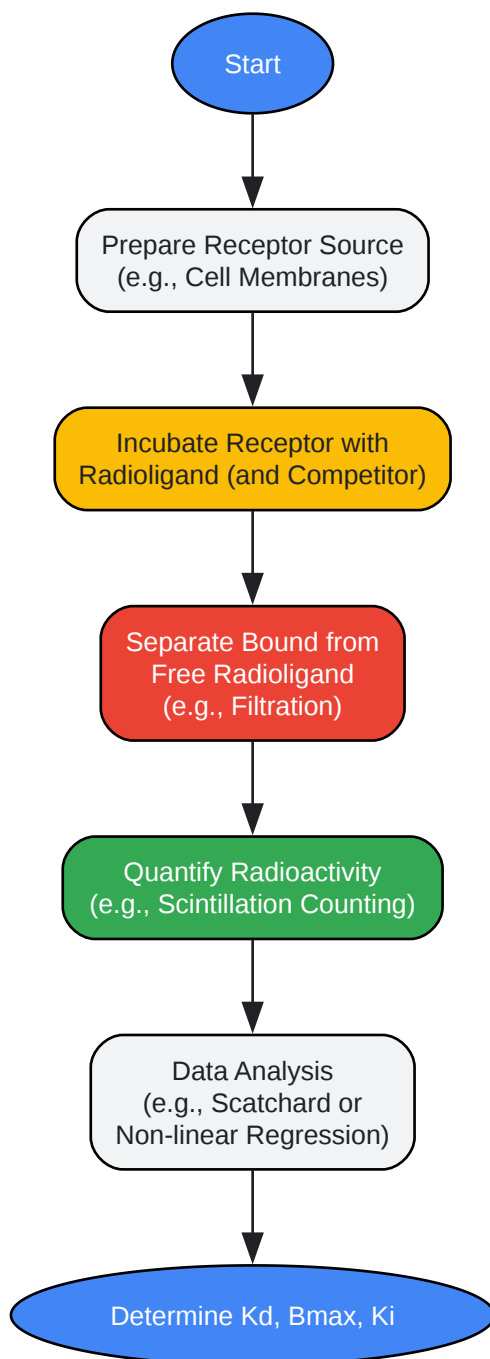 Start
Prepare Receptor Source
(e.g., Cell Membranes)
Incubate Receptor with
Radioligand (and Competitor)
Separate Bound from
Free Radioligand
(e.g., Filtration)
Quantify Radioactivity
(e.g., Scintillation Counting)
Data Analysis
(e.g., Scatchard or
Non-linear Regression)
Determine Kd, Bmax, Ki